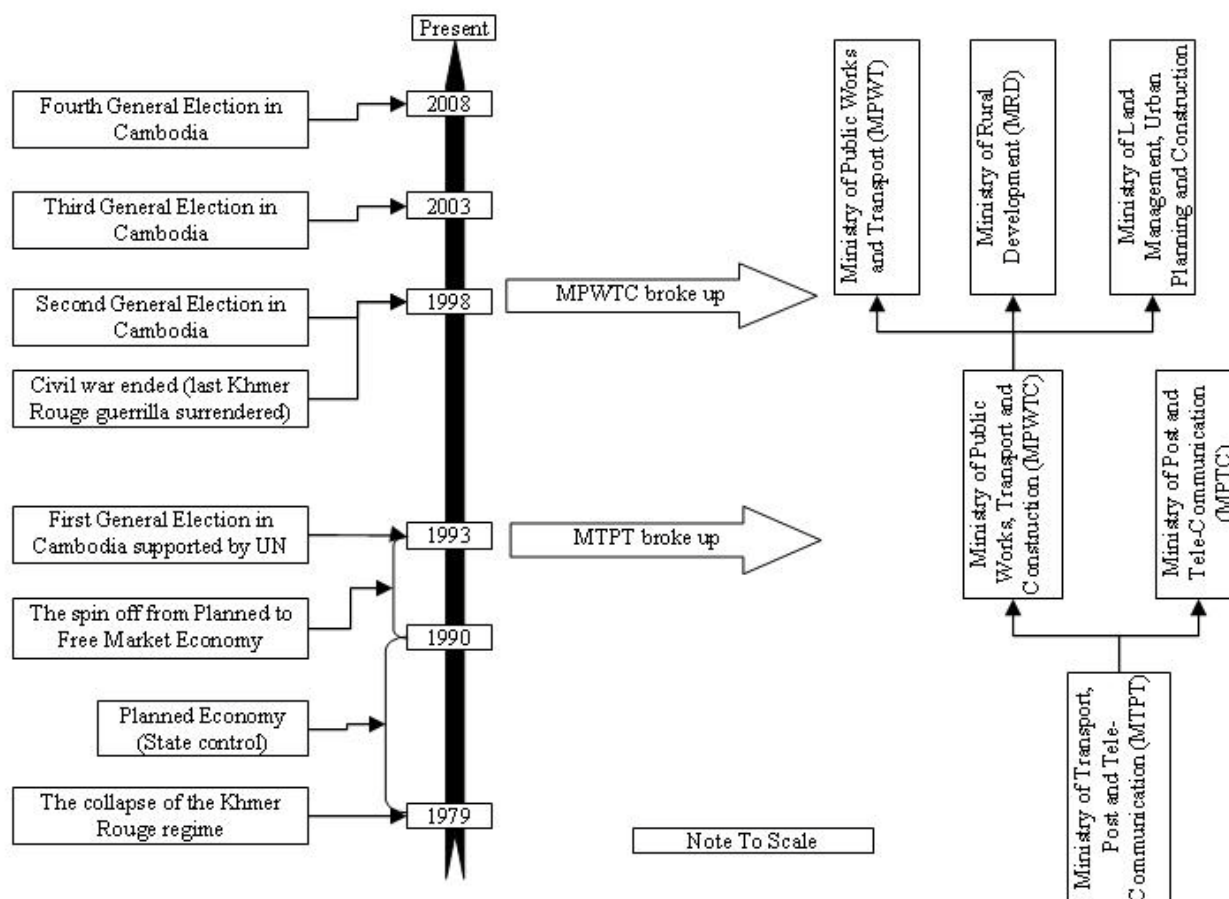 Present
2008
Fourth General Election in
Cambodia
2003
Third General Election in
Cambodia
1998
Second General Election in
Cambodia
Civil war ended (last Khmer
Rouge guerrilla surrendered)
1993
First General Election in
Cambodia supported by UN
The spin off from Planned to
Free Market Economy
1990
Planned Economy
(State control)
The collapse of the Khmer
Rouge regime
1979
MPWTC broke up
MTPT broke up
Note To Scale
Ministry of Public Works
and Transport (MPWT)
Ministry of Rural
Development (MRD)
Ministry of Land
Management, Urban
Planning and Construction
Ministry of Public
Works, Transport and
Construction (MPWTC)
Ministry of Post and
Tele-Communication
(MPTC)
Ministry of Transport,
Post and Tele-
Communication (MTPT)